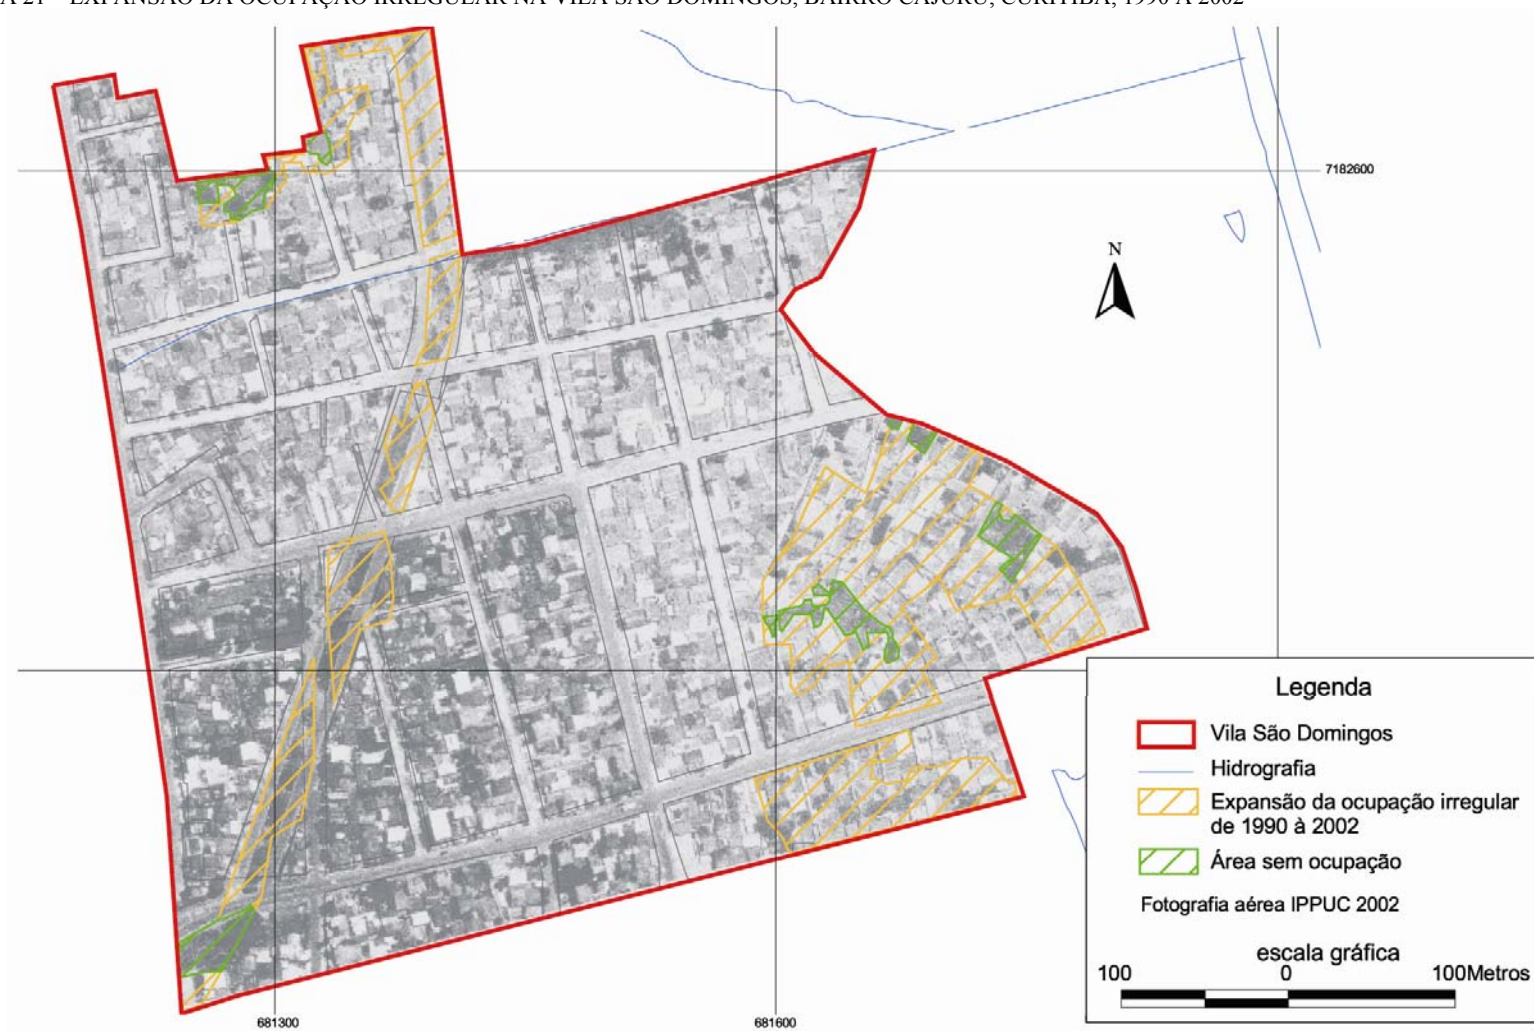 EXPANSÃO DA OCUPAÇÃO IRREGULAR NA VILA SÃO DOMINGOS, BAIRRO CAJURU, CURITIBA, 1990 A 2002
7182600
N
Legenda
Vila São Domingos
Hidrografia
Expansão da ocupação irregular
de 1990 à 2002
Área sem ocupação
Fotografia aérea IPPUC 2002
escala gráfica
100 0 100Metros
681300 681600